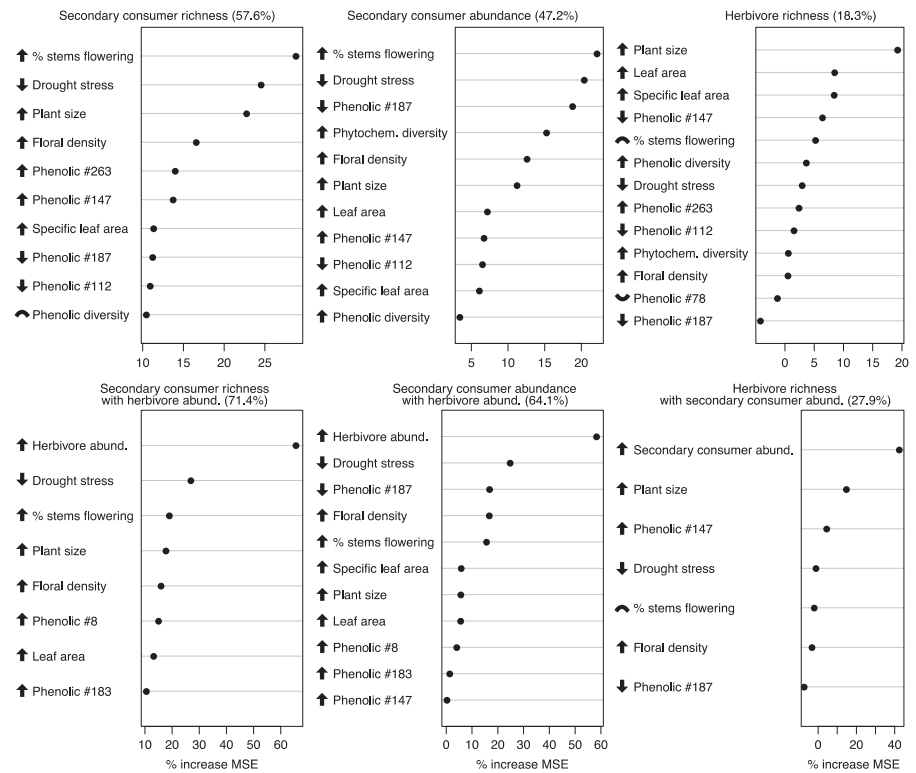 Secondary consumer richness (57.6%)
% stems flowering
Drought stress
Plant size
Floral density
Phenolic #263
Phenolic #147
Specific leaf area
Phenolic #187
Phenolic #112
Phenolic diversity
10 15 20 25
Secondary consumer abundance (47.2%)
% stems flowering
Drought stress
Phenolic #187
Phytochem. diversity
Floral density
Plant size
Leaf area
Phenolic #147
Phenolic #112
Specific leaf area
Phenolic diversity
5 10 15 20
Herbivore richness (18.3%)
Plant size
Leaf area
Specific leaf area
Phenolic #147
% stems flowering
Phenolic diversity
Drought stress
Phenolic #263
Phenolic #112
Phytochem. diversity
Floral density
Phenolic #78
Phenolic #187
0 5 10 15 20
Secondary consumer richness
with herbivore abund. (71.4%)
Herbivore abund.
Drought stress
% stems flowering
Plant size
Floral density
Phenolic #8
Leaf area
Phenolic #183
10 20 30 40 50 60
% increase MSE
Secondary consumer abundance
with herbivore abund. (64.1%)
Herbivore abund.
Drought stress
Phenolic #187
Floral density
% stems flowering
Specific leaf area
Plant size
Leaf area
Phenolic #8
Phenolic #183
Phenolic #147
0 10 20 30 40 50 60
% increase MSE
Herbivore richness
with secondary consumer abund. (27.9%)
Secondary consumer abund.
Plant size
Phenolic #147
Drought stress
% stems flowering
Floral density
Phenolic #187
0 20 40
% increase MSE